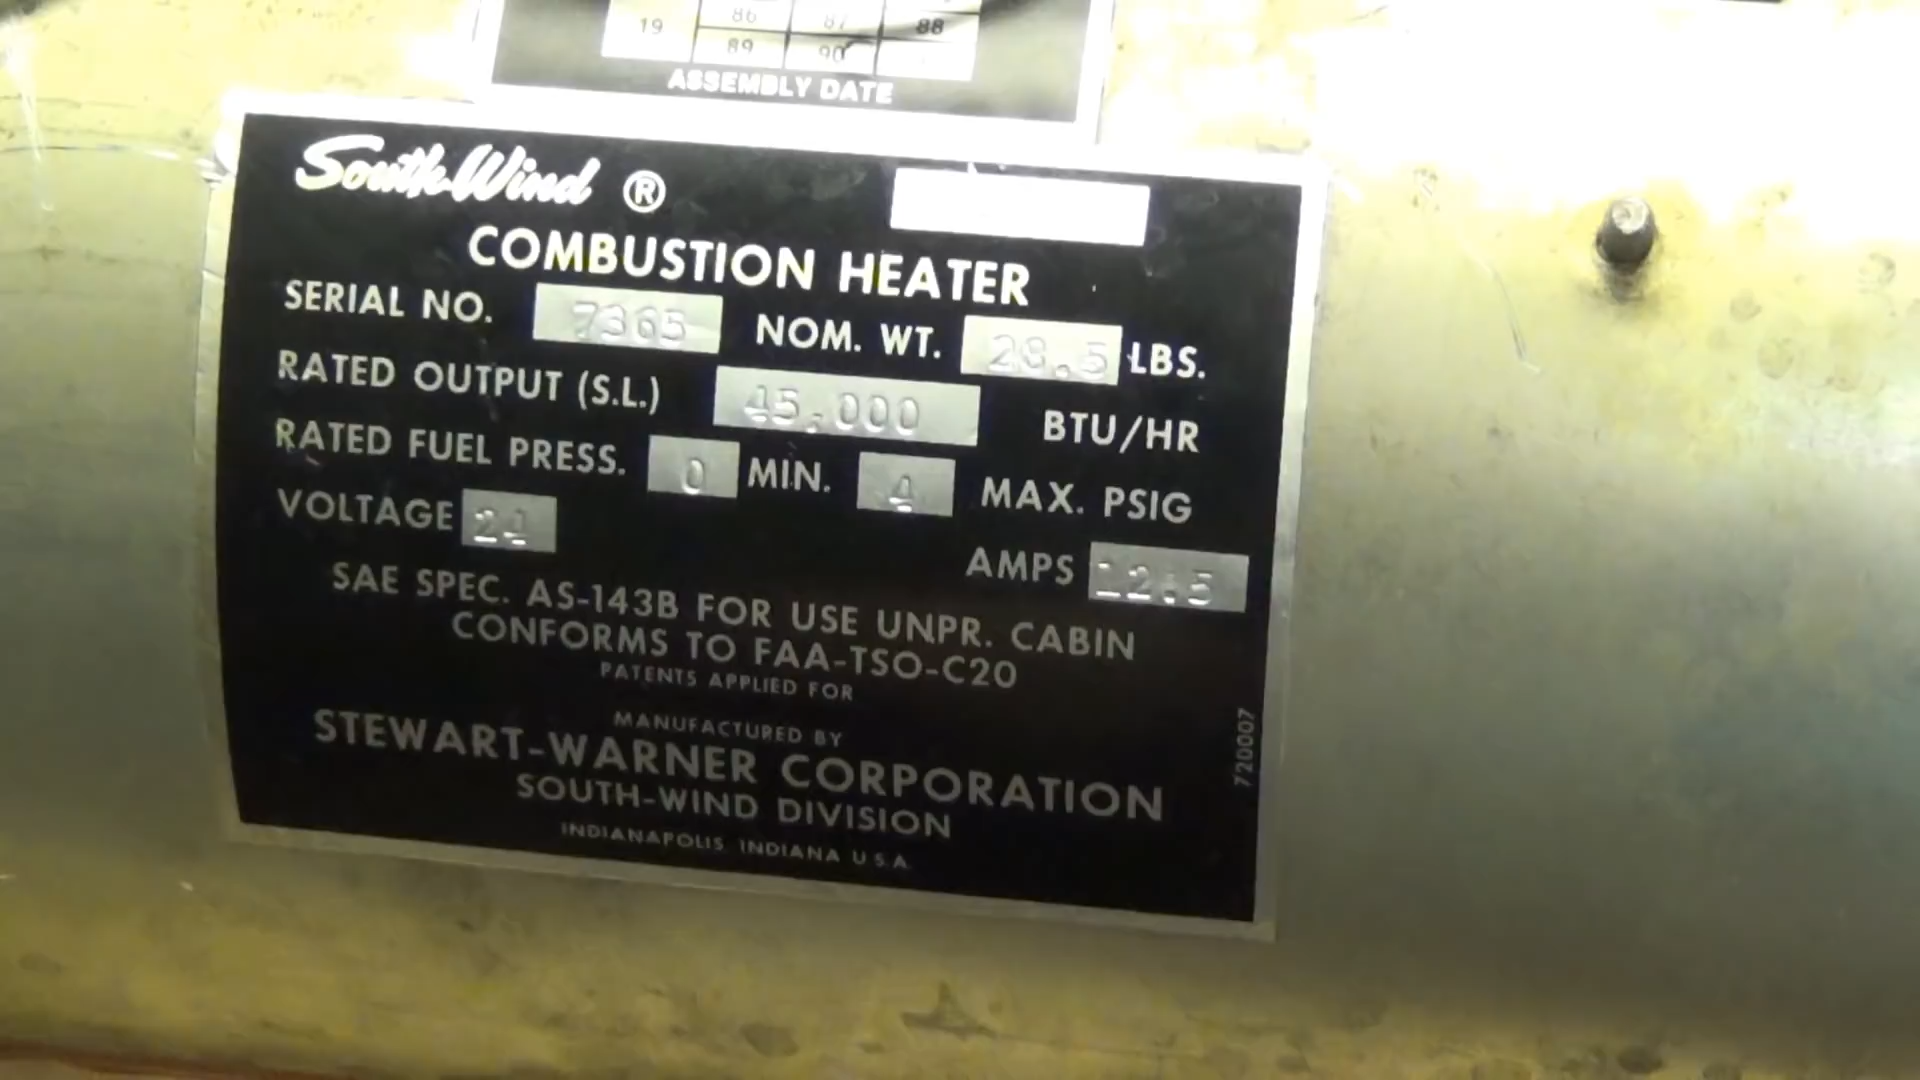 19 86 87 88
89 90
ASSEMBLY DATE
South Wind ®
COMBUSTION HEATER
SERIAL NO. 7365 NOM. WT. 28.5 LBS.
RATED OUTPUT (S.L.) 45,000 BTU/HR
RATED FUEL PRESS. 0 MIN. 4 MAX. PSIG
VOLTAGE 24 AMPS 12.5
SAE SPEC. AS-143B FOR USE UNPR. CABIN
CONFORMS TO FAA-TSO-C20
PATENTS APPLIED FOR
MANUFACTURED BY
STEWART-WARNER CORPORATION
SOUTH-WIND DIVISION
INDIANAPOLIS INDIANA U.S.A.
720007